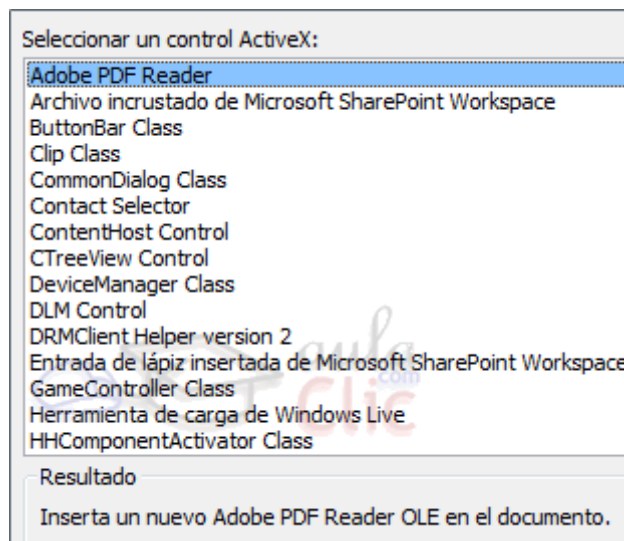 Seleccionar un control ActiveX:
Adobe PDF Reader
Archivo incrustado de Microsoft SharePoint Workspace
ButtonBar Class
Clip Class
CommonDialog Class
Contact Selector
ContentHost Control
CTreeView Control
DeviceManager Class
DLM Control
DRMClient Helper version 2
Entrada de lápiz insertada de Microsoft SharePoint Workspace
GameController Class
Herramienta de carga de Windows Live
HHComponentActivator Class
aula
Clic
.com
Resultado
Inserta un nuevo Adobe PDF Reader OLE en el documento.